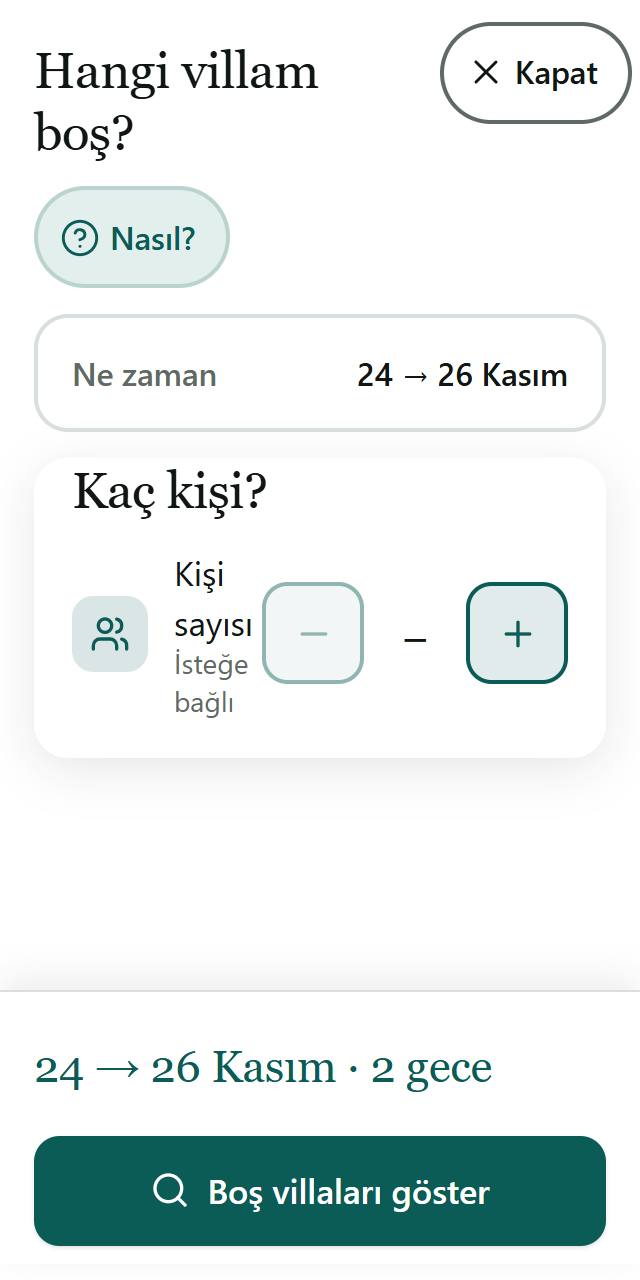 Hangi villam
boş?
Kapat
Nasıl?
Ne zaman
24 → 26 Kasım
Kaç kişi?
Kişi
sayısı
İsteğe
bağlı
–
24 → 26 Kasım · 2 gece
Boş villaları göster